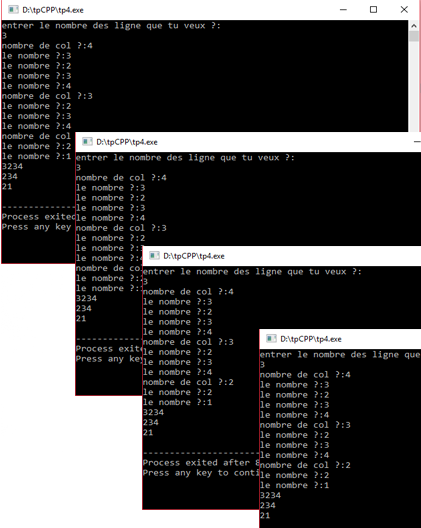 D:\tpCPP\tp4.exe
entrer le nombre des ligne que tu veux ?:
3
nombre de col ?:4
le nombre ?:3
le nombre ?:2
le nombre ?:3
le nombre ?:4
nombre de col ?:3
le nombre ?:2
le nombre ?:3
le nombre ?:4
nombre de col
le nombre ?:2
le nombre ?:1
3234
234
21
Process exited
Press any key
D:\tpCPP\tp4.exe
entrer le nombre des ligne que tu veux ?:
3
nombre de col ?:4
le nombre ?:3
le nombre ?:2
le nombre ?:3
le nombre ?:4
nombre de col ?:3
le nombre ?:2
le nombre
le nombre
nombre de
le nombre
le nombre
3234
234
21
Process
Press any
D:\tpCPP\tp4.exe
entrer le nombre des ligne que tu veux ?:
3
nombre de col ?:4
le nombre ?:3
le nombre ?:2
le nombre ?:3
le nombre ?:4
nombre de col ?:3
le nombre ?:2
le nombre ?:3
le nombre ?:4
nombre de col ?:2
le nombre ?:2
le nombre ?:1
3234
234
21
--------------------
Process exited after 8
Press any key to conti
D:\tpCPP\tp4.exe
entrer le nombre des ligne que
3
nombre de col ?:4
le nombre ?:3
le nombre ?:2
le nombre ?:3
le nombre ?:4
nombre de col ?:3
le nombre ?:2
le nombre ?:3
le nombre ?:4
nombre de col ?:2
le nombre ?:2
le nombre ?:1
3234
234
21